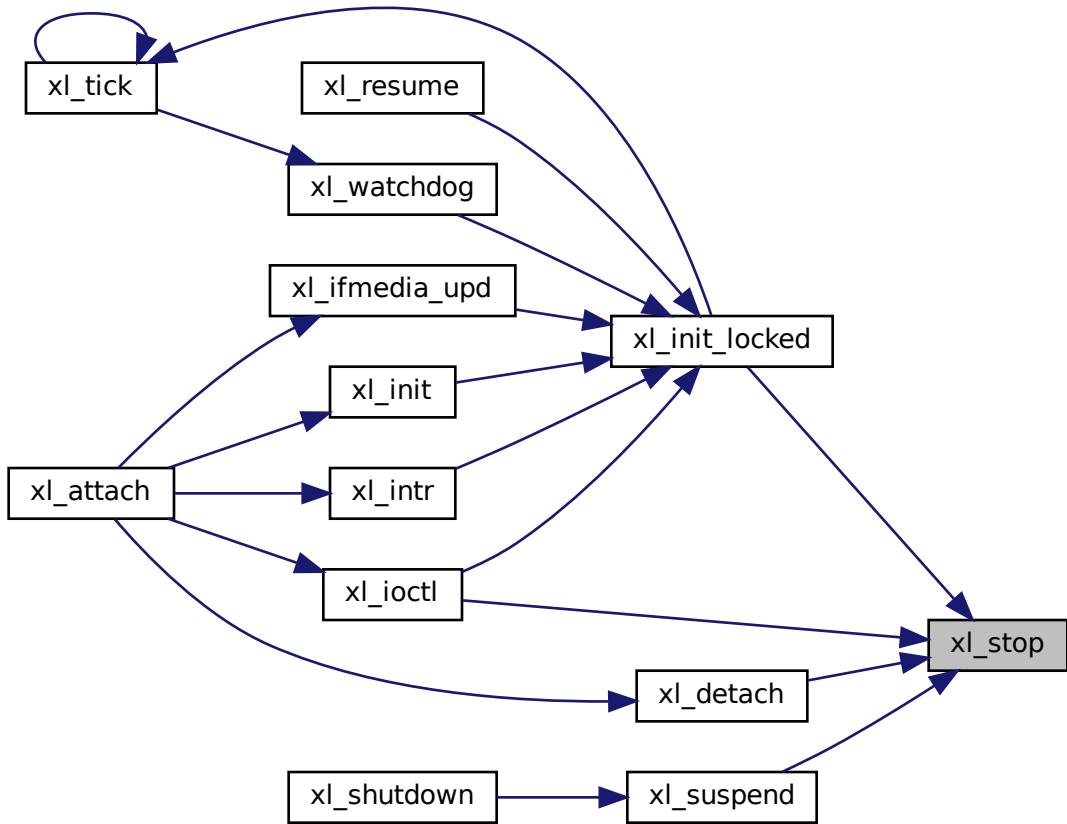 xl_tick
xl_resume
xl_watchdog
xl_ifmedia_upd
xl_init_locked
xl_init
xl_attach
xl_intr
xl_ioctl
xl_stop
xl_detach
xl_shutdown
xl_suspend